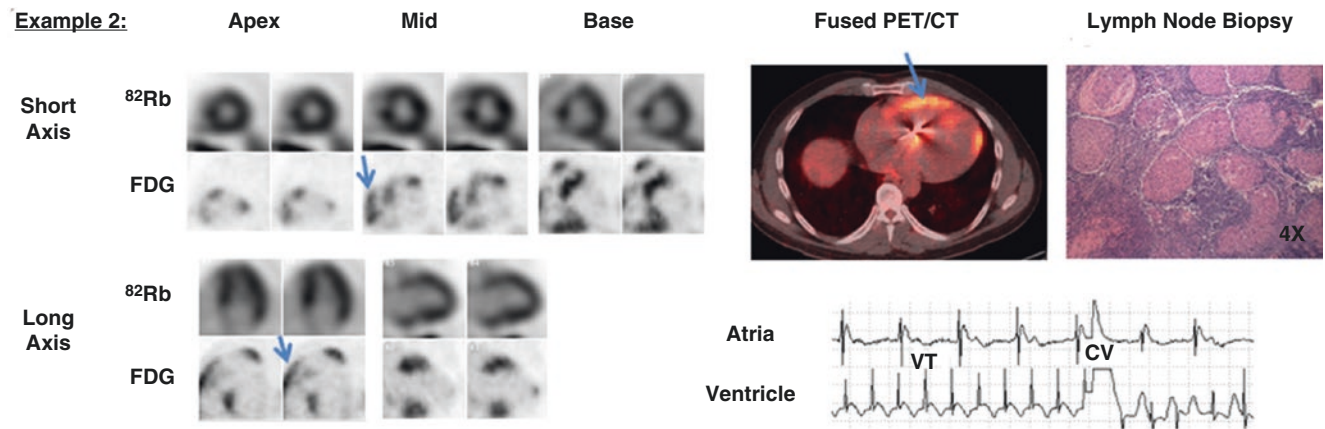 Example 2:
Apex
Mid
Base
Fused PET/CT
Lymph Node Biopsy
Short
Axis
⁸²Rb
FDG
4X
Long
Axis
⁸²Rb
FDG
Atria
VT
CV
Ventricle